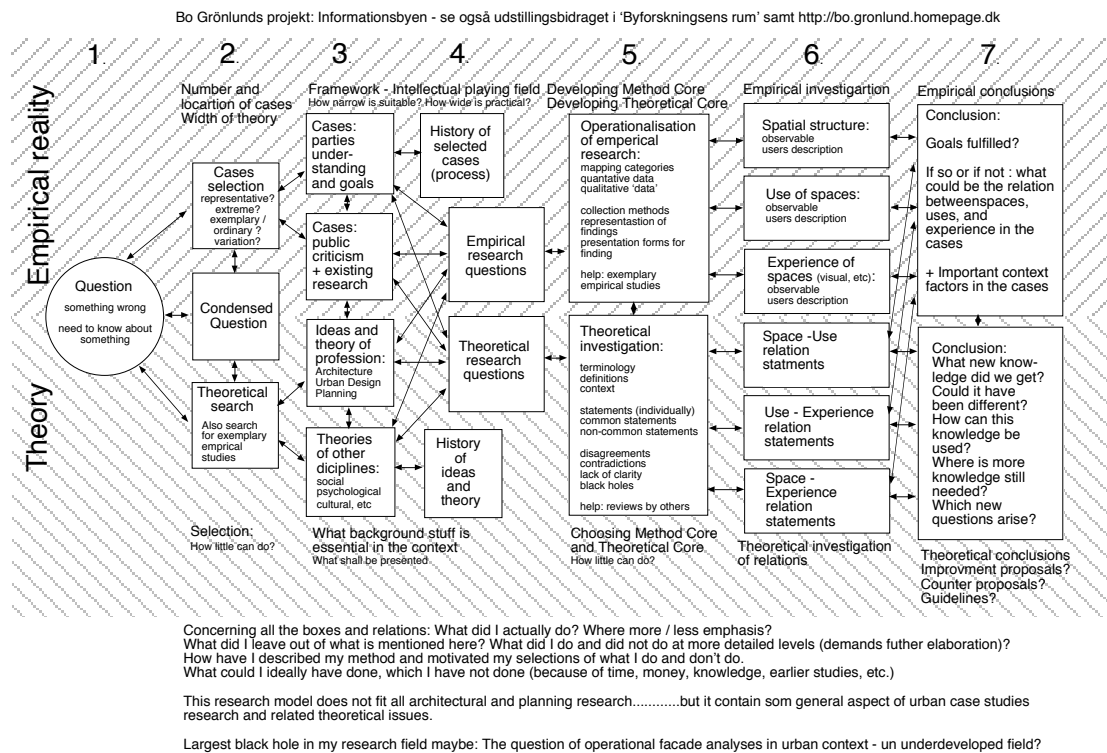 Bo Grönlunds projekt: Informationsbyen - se også udstillingsbidraget i ‘Byforskningsens rum’ samt http://bo.gronlund.homepage.dk
1.
2.
3.
4.
5.
6.
7.
Empirical reality
Theory
Question
something wrong
need to know about
something
Number and
locartion of cases
Width of theory
Cases
selection
representative?
extreme?
exemplary /
ordinary ?
variation?
Condensed
Question
Theoretical
search
Also search
for exemplary
emprical
studies
Selection:
How little can do?
Framework - Intellectual playing field
How narrow is suitable? How wide is practical?
Cases:
parties
under-
standing
and goals
Cases:
public
criticism
+ existing
research
Ideas and
theory of
profession:
Architecture
Urban Design
Planning
Theories
of other
diciplines:
social
psychological
cultural, etc
What background stuff is
essential in the context
What shall be presented
History of
selected
cases
(process)
Empirical
research
questions
Theoretical
research
questions
History
of
ideas and
theory
Developing Method Core
Developing Theoretical Core
Operationalisation
of emperical
research:
mapping categories
quantative data
qualitative ‘data’
collection methods
representastion of
findings
presentation forms for
finding
help: exemplary
empirical studies
Theoretical
investigation:
terminology
definitions
context
statements (individually)
common statements
non-common statements
disagreements
contradictions
lack of clarity
black holes
help: reviews by others
Choosing Method Core
and Theoretical Core
How little can do?
Empirical investigartion
Spatial structure:
observable
users description
Use of spaces:
observable
users description
Experience of
spaces (visual, etc):
observable
users description
Space -Use
relation
statments
Use - Experience
relation
statements
Space -
Experience
relation
statements
Theoretical investigation
of relations
Empirical conclusions
Conclusion:
Goals fulfilled?
If so or if not : what
could be the relation
betweenspaces,
uses, and
experience in the
cases
+ Important context
factors in the cases
Conclusion:
What new know-
ledge did we get?
Could it have
been different?
How can this
knowledge be
used?
Where is more
knowledge still
needed?
Which new
questions arise?
Theoretical conclusions
Improvment proposals?
Counter proposals?
Guidelines?
Concerning all the boxes and relations: What did I actually do? Where more / less emphasis?
What did I leave out of what is mentioned here? What did I do and did not do at more detailed levels (demands futher elaboration)?
How have I described my method and motivated my selections of what I do and don't do.
What could I ideally have done, which I have not done (because of time, money, knowledge, earlier studies, etc.)
This research model does not fit all architectural and planning research............but it contain som general aspect of urban case studies
research and related theoretical issues.
Largest black hole in my research field maybe: The question of operational facade analyses in urban context - un underdeveloped field?